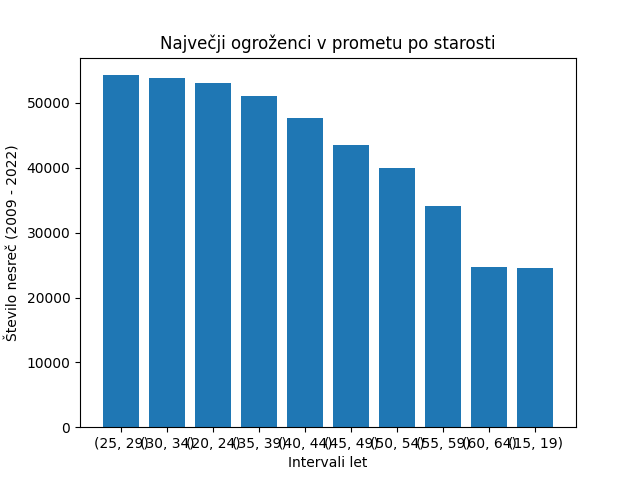 Največji ogroženci v prometu po starosti
Število nesreč (2009 - 2022)
50000
40000
30000
20000
10000
0
(25, 29) (30, 34) (20, 24) (35, 39) (40, 44) (45, 49) (50, 54) (55, 59) (60, 64) (15, 19)
Intervali let